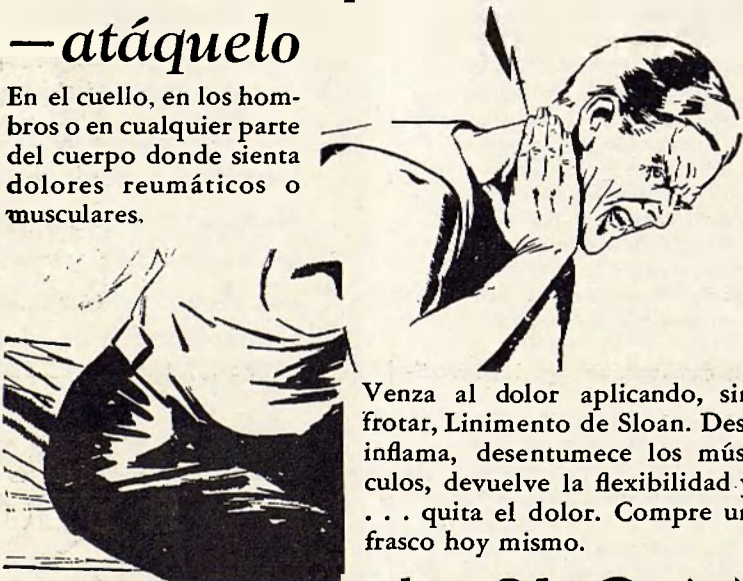 —atáquelo
En el cuello, en los hom-
bros o en cualquier parte
del cuerpo donde sienta
dolores reumáticos o
musculares.
Venza al dolor aplicando, sin
frotar, Linimento de Sloan. Des-
inflama, desentumece los mús-
culos, devuelve la flexibilidad y
. . . quita el dolor. Compre un
frasco hoy mismo.